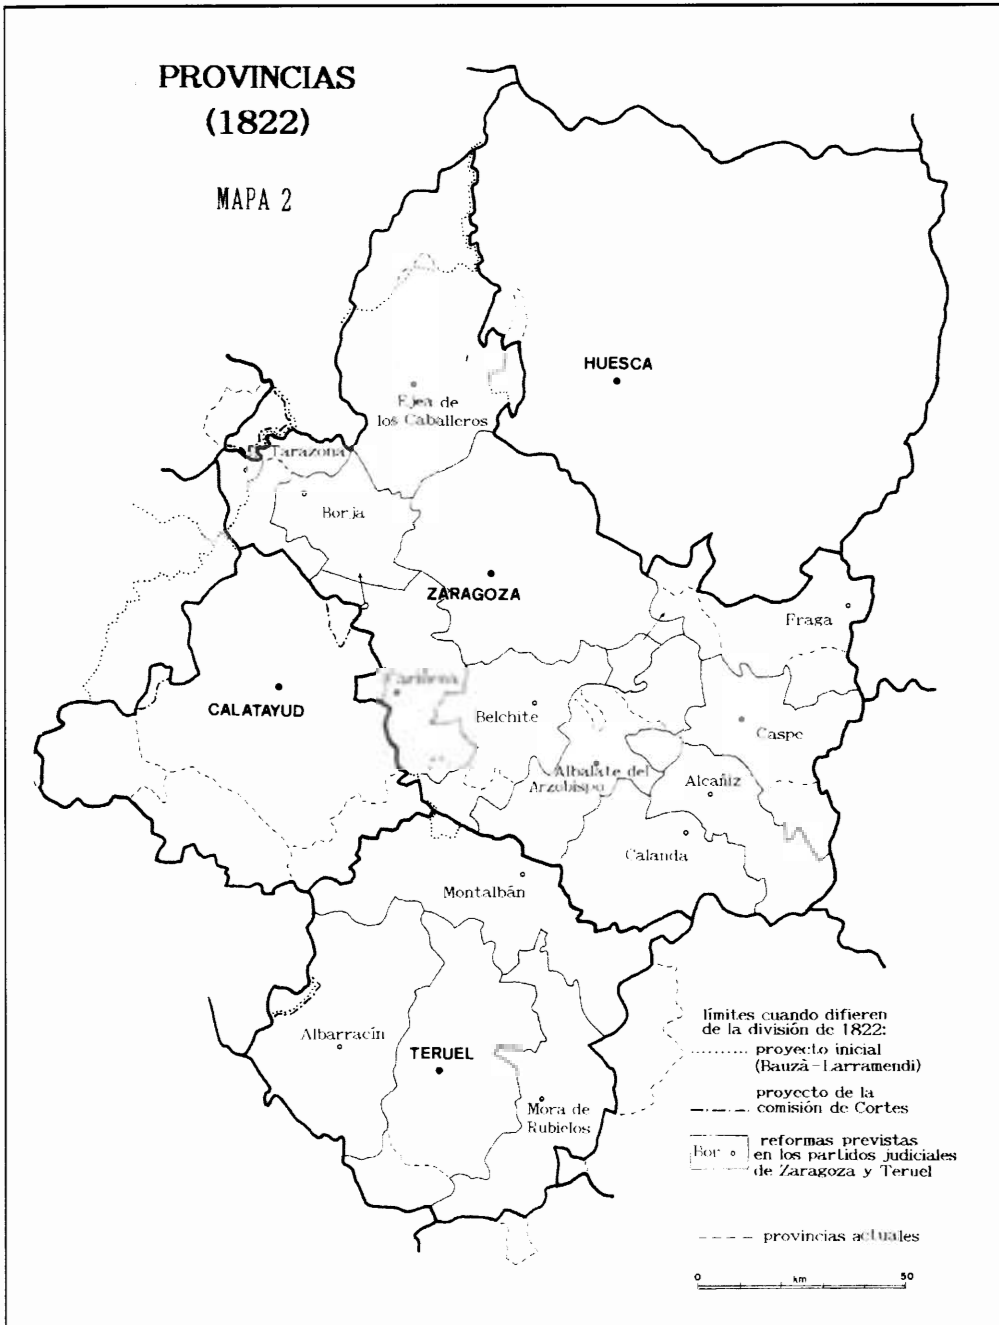 PROVINCIAS
(1822)
MAPA 2
HUESCA
Ejea de
los Caballeros
Tarazona
Borja
ZARAGOZA
Fraga
Cariñena
CALATAYUD
Belchite
Caspe
Albalate del
Arzobispo
Alcañiz
Calanda
Montalbán
Albarracín
TERUEL
Mora de
Rubielos
límites cuando difieren
de la división de 1822:
proyecto inicial
(Bauzà-Larramendi)
proyecto de la
comisión de Cortes
Bor
reformas previstas
en los partidos judiciales
de Zaragoza y Teruel
provincias actuales
0 km 50